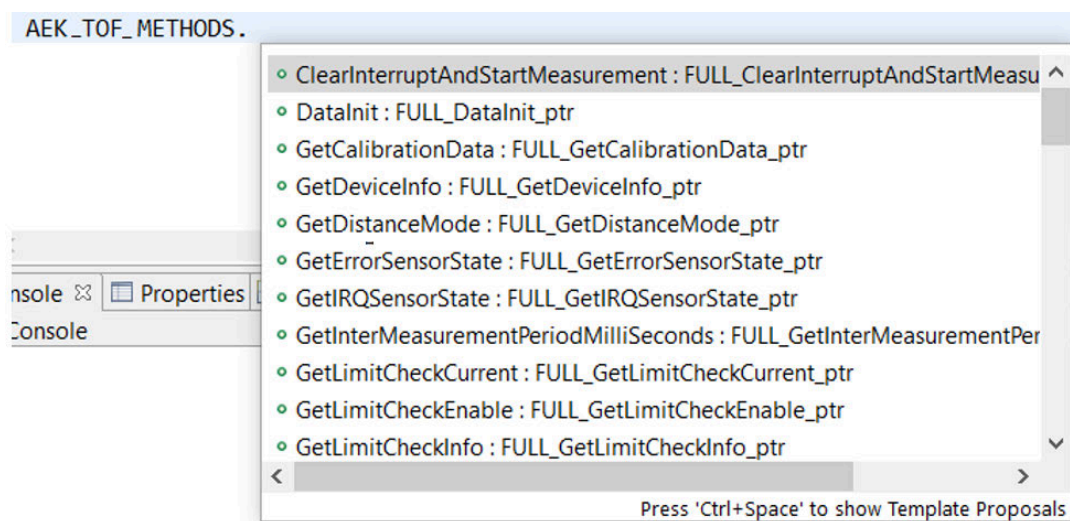 AEK_TOF_METHODS.
ClearInterruptAndStartMeasurement : FULL_ClearInterruptAndStartMeasu
DataInit : FULL_DataInit_ptr
GetCalibrationData : FULL_GetCalibrationData_ptr
GetDeviceInfo : FULL_GetDeviceInfo_ptr
GetDistanceMode : FULL_GetDistanceMode_ptr
GetErrorSensorState : FULL_GetErrorSensorState_ptr
GetIRQSensorState : FULL_GetIRQSensorState_ptr
GetInterMeasurementPeriodMilliSeconds : FULL_GetInterMeasurementPer
GetLimitCheckCurrent : FULL_GetLimitCheckCurrent_ptr
GetLimitCheckEnable : FULL_GetLimitCheckEnable_ptr
GetLimitCheckInfo : FULL_GetLimitCheckInfo_ptr
Press 'Ctrl+Space' to show Template Proposals
nsole Properties
Console